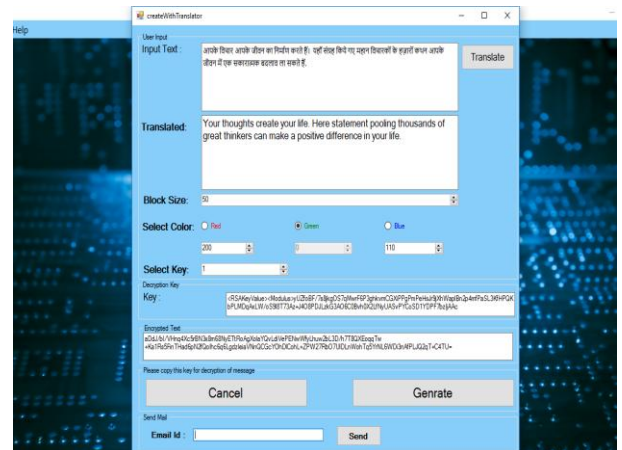 createWithTranslator
Help
User Input
Input Text :
आपके विचार आपके जीवन का निर्माण करते हैं। यहाँ संग्रह किये गए महान विचारकों के हज़ारों कथन आपके
जीवन में एक सकारात्मक बदलाव ला सकते हैं.
Translate
Translated:
Your thoughts create your life. Here statement pooling thousands of
great thinkers can make a positive difference in your life.
Block Size:
50
Select Color:
Red
Green
Blue
200
0
110
Select Key:
1
Decryption Key
Key :
Encrypted Text
Please copy this key for decryption of message
Cancel
Genrate
Send Mail
Email Id :
Send